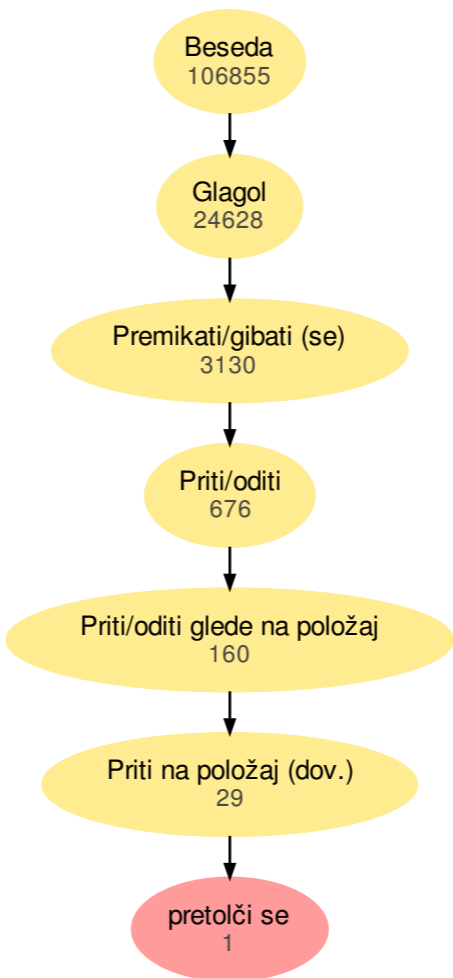 Beseda
106855
Glagol
24628
Premikati/gibati (se)
3130
Priti/oditi
676
Priti/oditi glede na položaj
160
Priti na položaj (dov.)
29
pretolči se
1